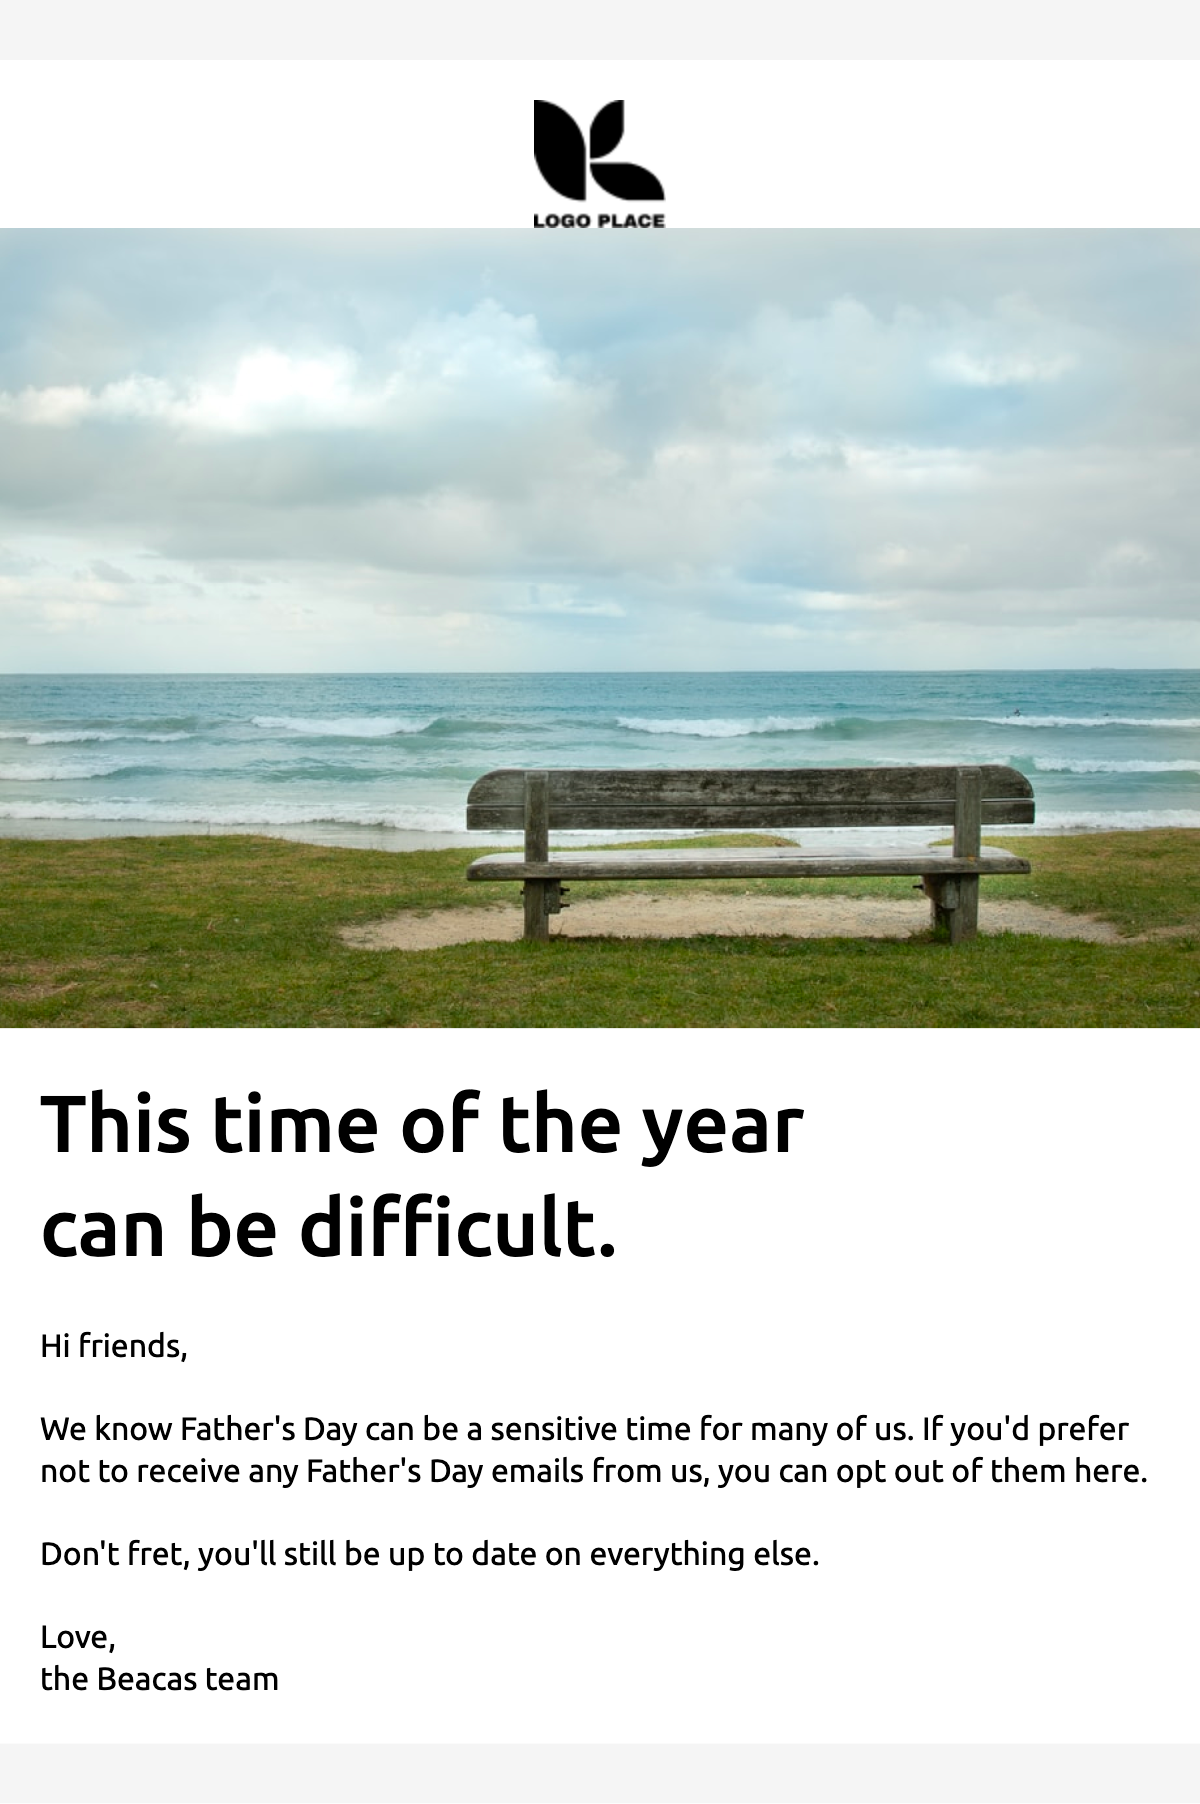 LOGO PLACE
This time of the year
can be difficult.
Hi friends,
We know Father's Day can be a sensitive time for many of us. If you'd prefer
not to receive any Father's Day emails from us, you can opt out of them here.
Don't fret, you'll still be up to date on everything else.
Love,
the Beacas team